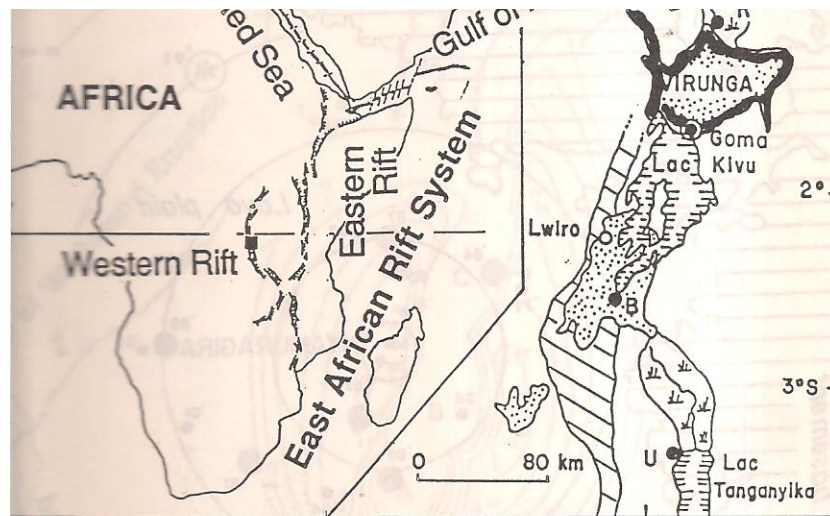 ed Sea
Gulf of
AFRICA
Eastern
Rift
East African Rift System
Western Rift
VIRUNGA
Goma
Lac Kivu
2°
Lwiro
B
3°S
U
Lac
Tanganyika
0 80 km